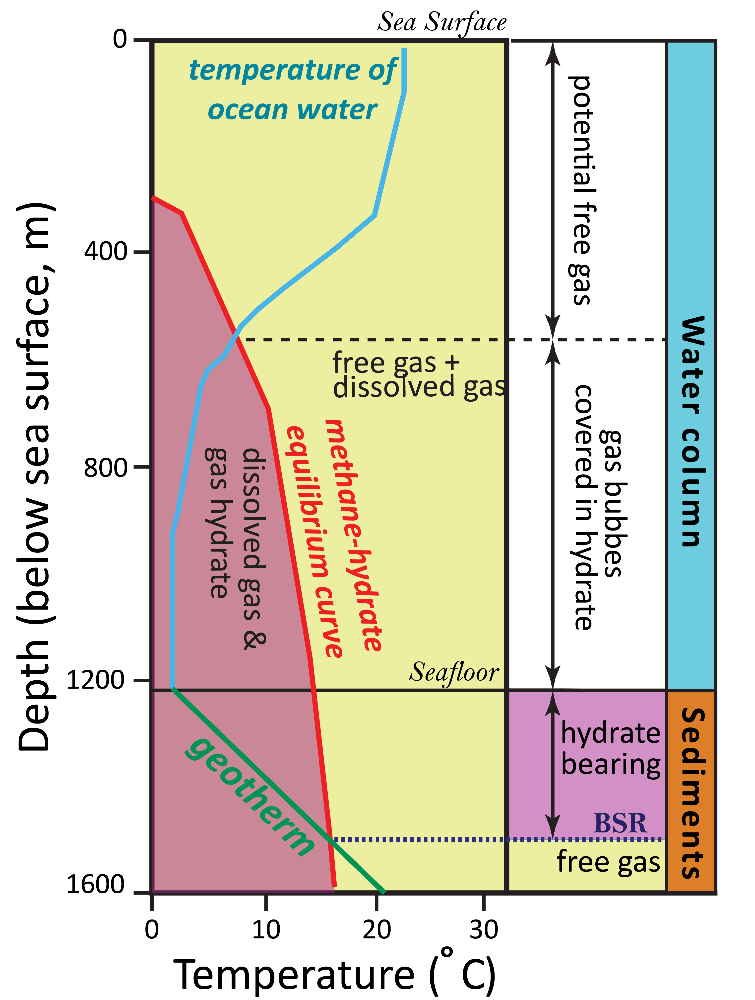 Sea Surface
0
400
800
1200
1600
Depth (below sea surface, m)
temperature of
ocean water
free gas +
dissolved gas
methane-hydrate
equilibrium curve
dissolved gas &
gas hydrate
Seafloor
geotherm
potential free gas
gas bubbes
covered in hydrate
hydrate
bearing
BSR
free gas
Water column
Sediments
0
10
20
30
Temperature (° C)